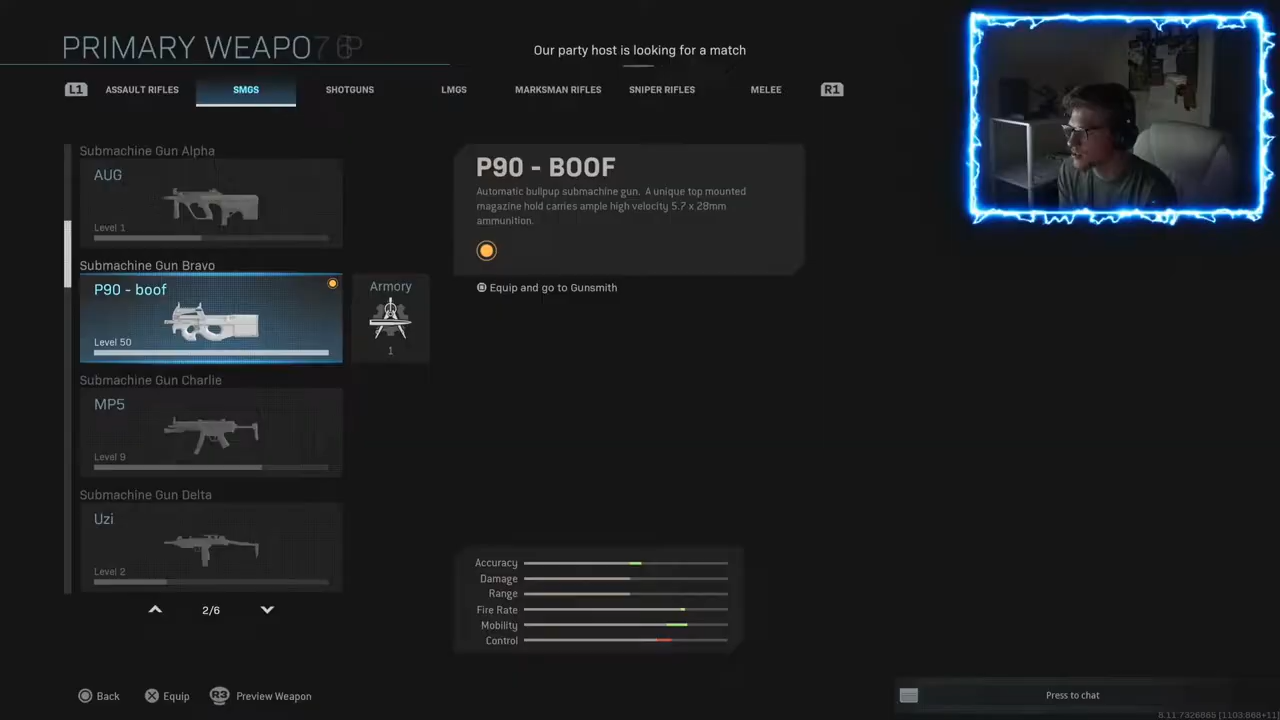 PRIMARY WEAPO
Our party host is looking for a match
L1
ASSAULT RIFLES
SMGS
SHOTGUNS
LMGS
MARKSMAN RIFLES
SNIPER RIFLES
MELEE
R1
Submachine Gun Alpha
AUG
Level 1
Submachine Gun Bravo
P90 - boof
Level 50
Armory
1
Submachine Gun Charlie
MP5
Level 9
Submachine Gun Delta
Uzi
Level 2
2/6
P90 - BOOF
Automatic bullpup submachine gun. A unique top mounted
magazine hold carries ample high velocity 5.7 x 28mm
ammunition.
Equip and go to Gunsmith
Accuracy
Damage
Range
Fire Rate
Mobility
Control
Back
Equip
R3 Preview Weapon
Press to chat